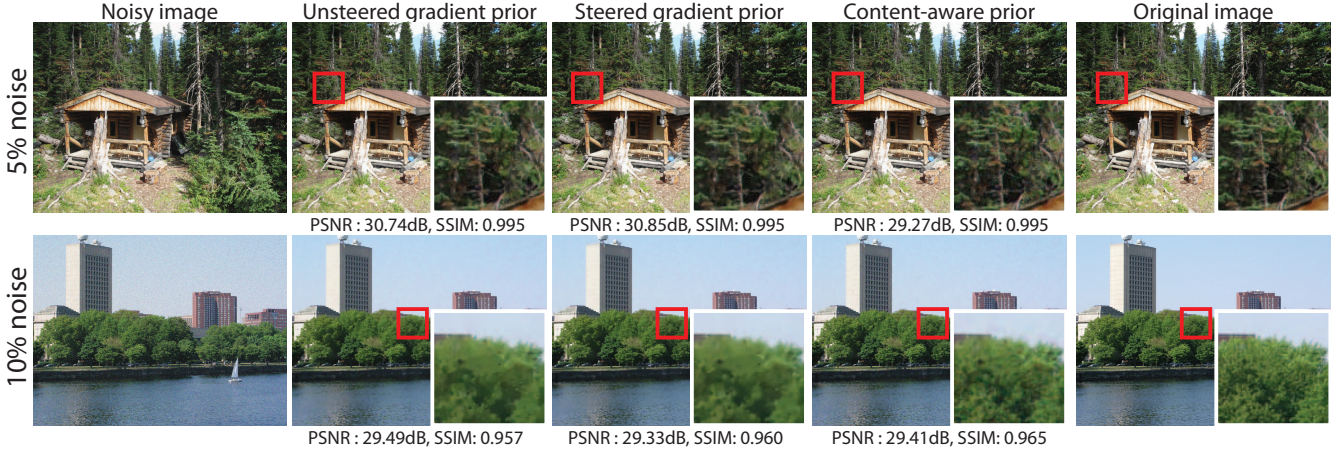 Noisy image
Unsteered gradient prior
Steered gradient prior
Content-aware prior
Original image
5% noise
PSNR : 30.74dB, SSIM: 0.995
PSNR : 30.85dB, SSIM: 0.995
PSNR : 29.27dB, SSIM: 0.995
10% noise
PSNR : 29.49dB, SSIM: 0.957
PSNR : 29.33dB, SSIM: 0.960
PSNR : 29.41dB, SSIM: 0.965